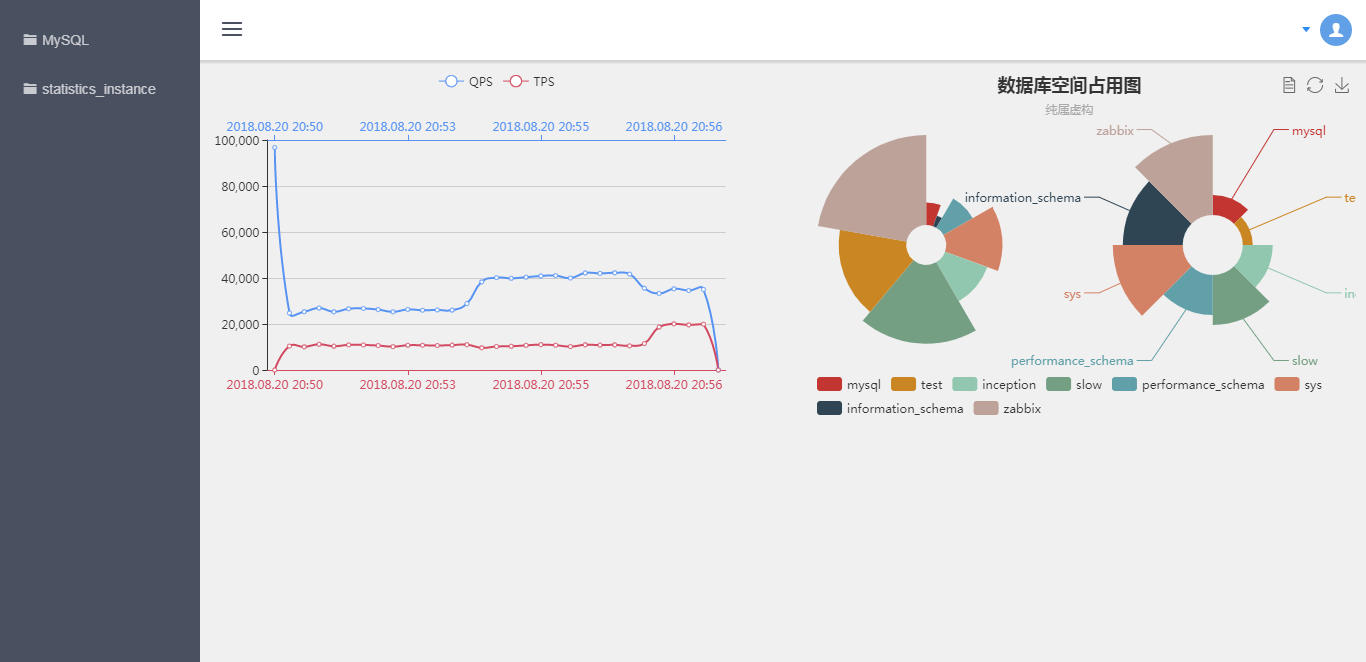 MySQL
statistics_instance
QPS TPS
2018.08.20 20:50 2018.08.20 20:53 2018.08.20 20:55 2018.08.20 20:56
100,000
80,000
60,000
40,000
20,000
0
2018.08.20 20:50 2018.08.20 20:53 2018.08.20 20:55 2018.08.20 20:56
数据库空间占用图
纯属虚构
zabbix mysql
information_schema te
sys in
performance_schema slow
mysql test inception slow performance_schema sys
information_schema zabbix